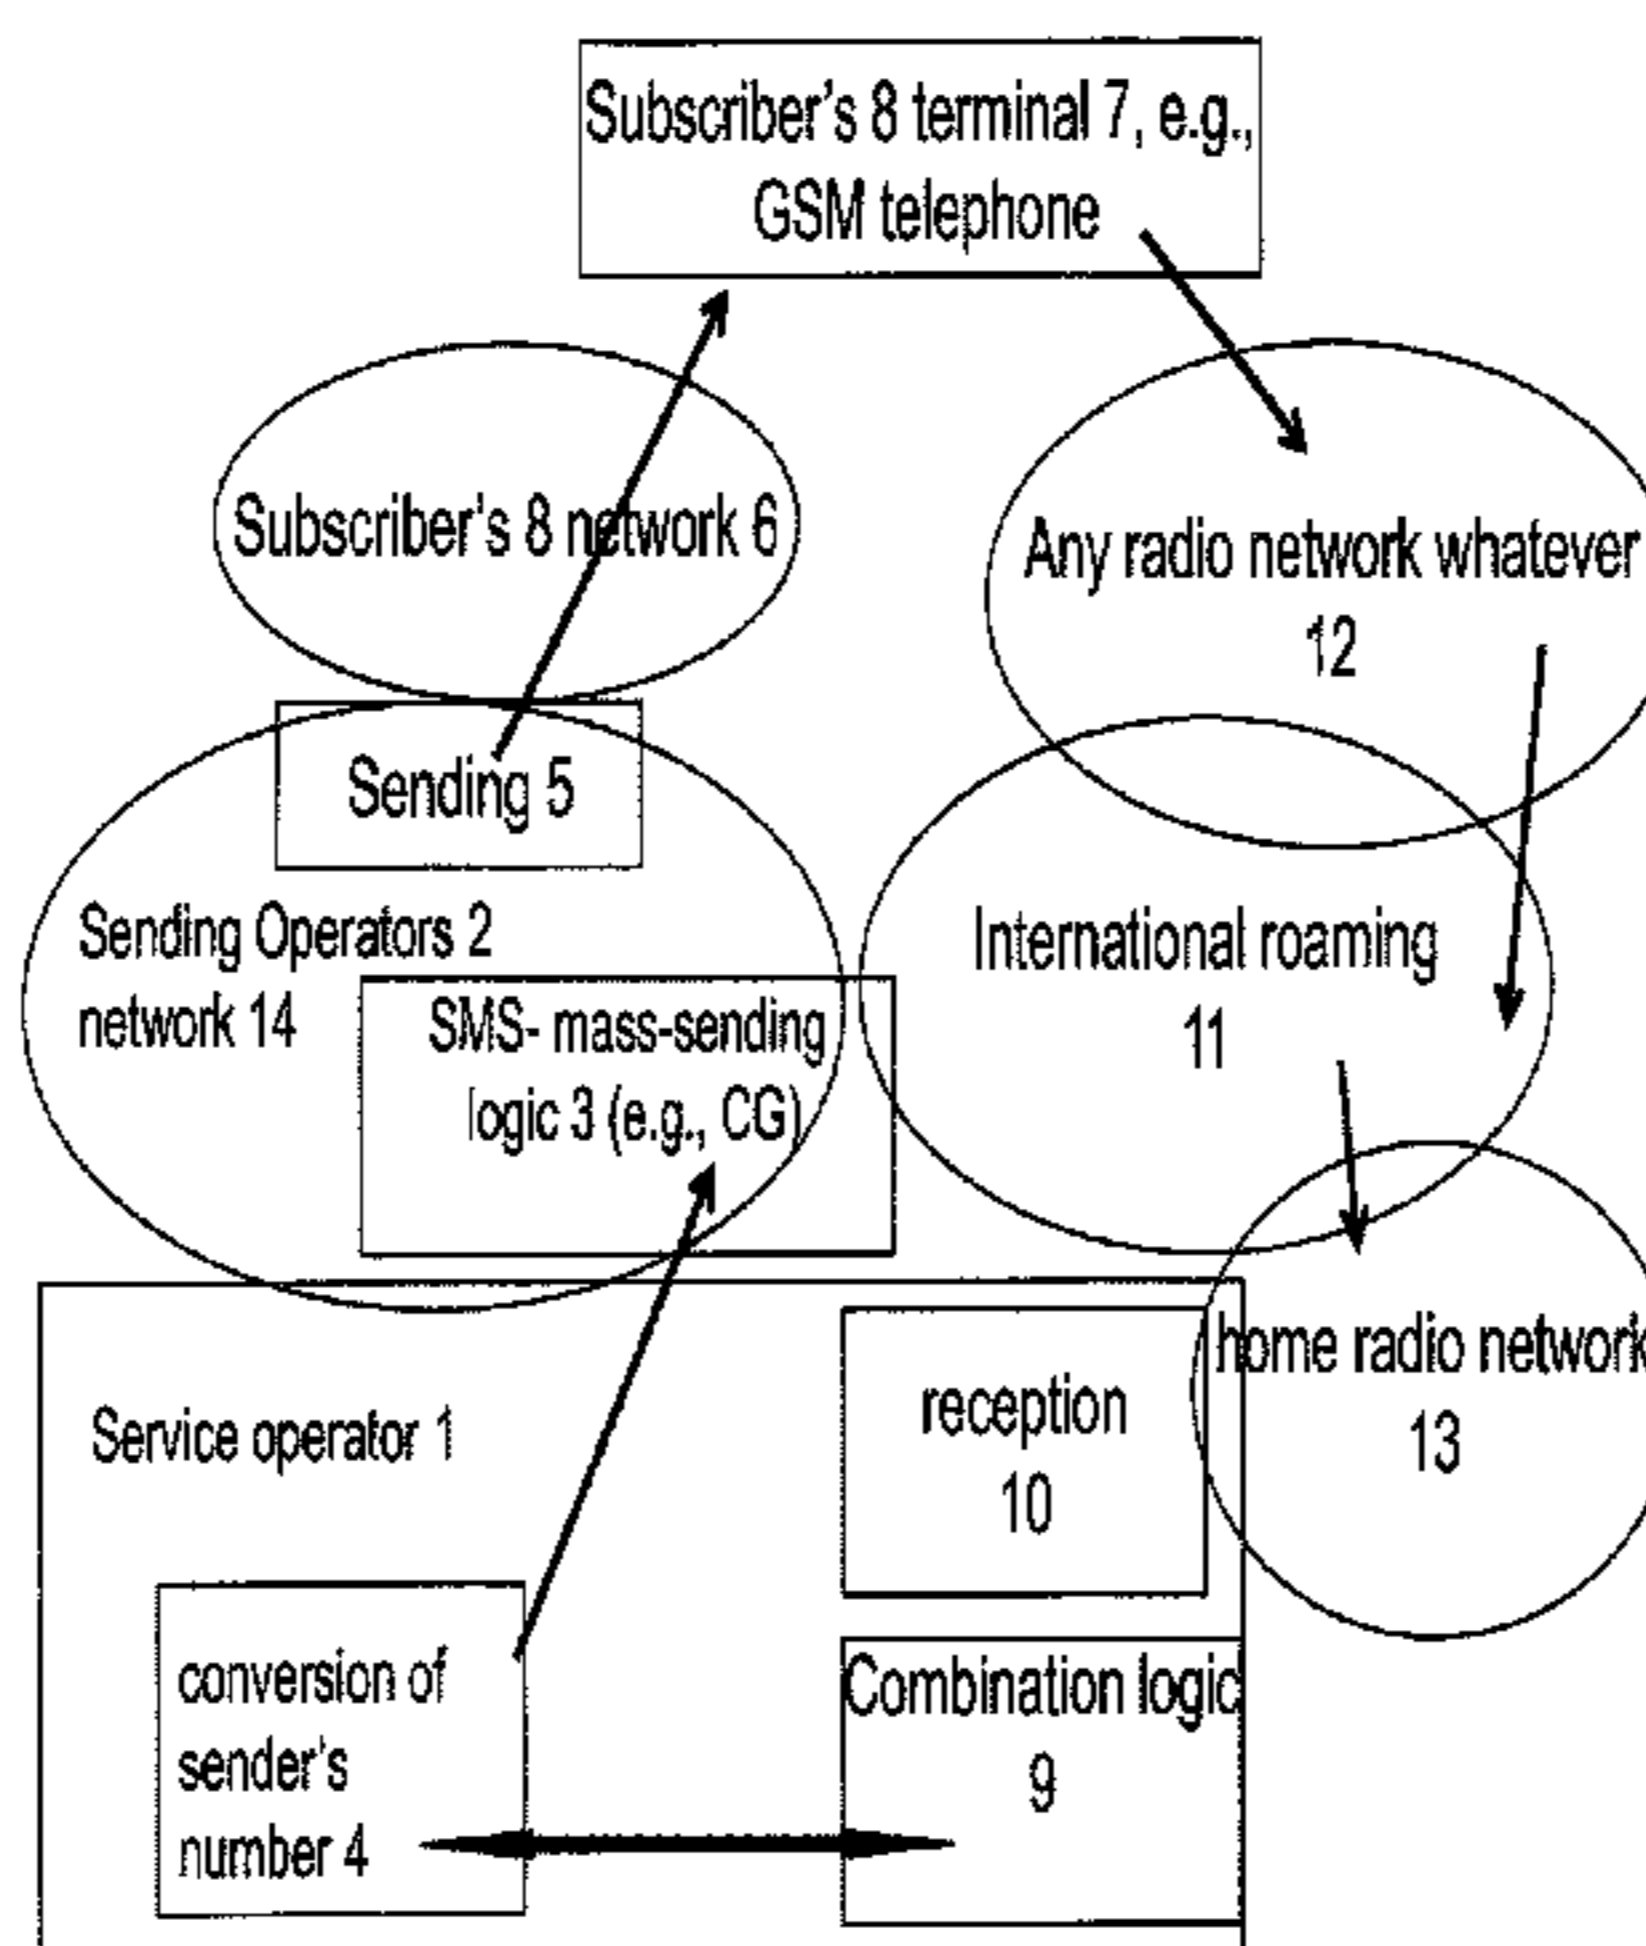 Subscriber's 8 terminal 7, e.g.,
GSM telephone
Subscriber's 8 network 6
Any radio network whatever
12
Sending 5
Sending Operators 2
network 14
SMS- mass-sending
logic 3 (e.g., CG)
International roaming
11
Service operator 1
reception
10
home radio network
13
conversion of
sender's
number 4
Combination logic
9